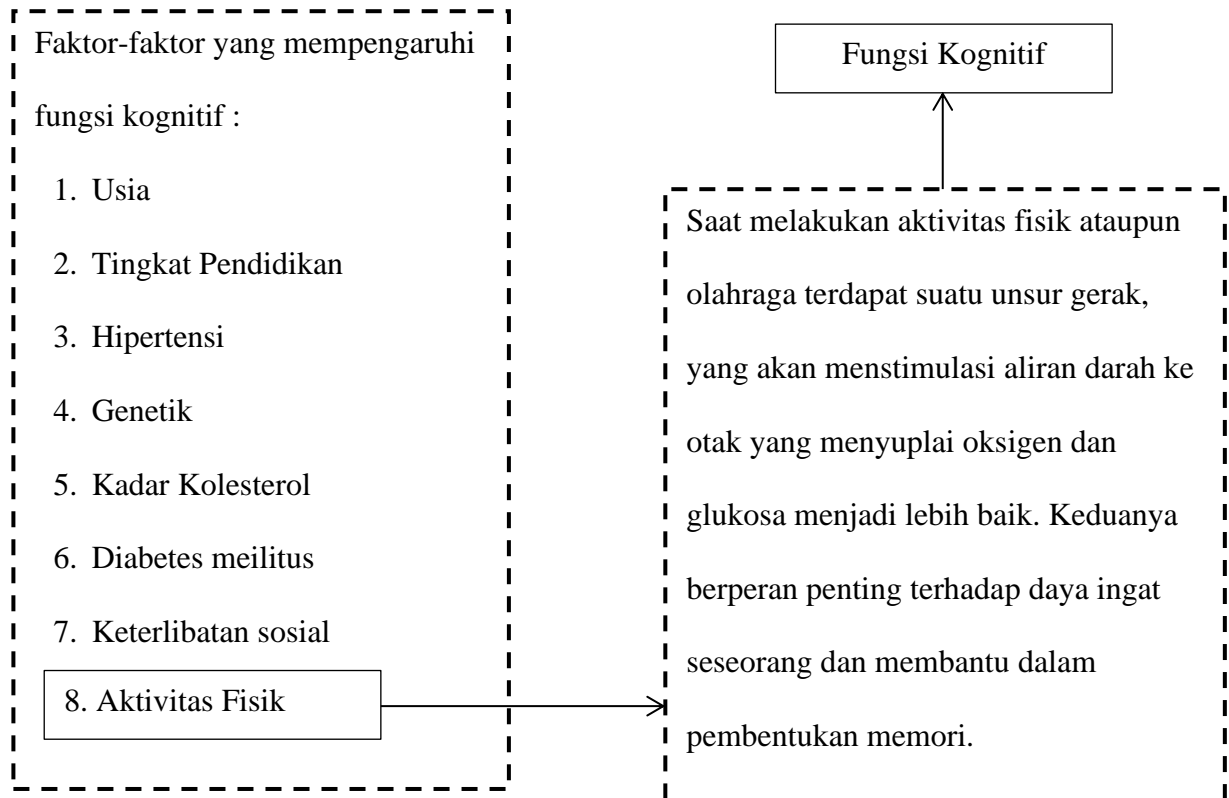 Faktor-faktor yang mempengaruhi
fungsi kognitif :
1. Usia
2. Tingkat Pendidikan
3. Hipertensi
4. Genetik
5. Kadar Kolesterol
6. Diabetes meilitus
7. Keterlibatan sosial
8. Aktivitas Fisik
Fungsi Kognitif
Saat melakukan aktivitas fisik ataupun
olahraga terdapat suatu unsur gerak,
yang akan menstimulasi aliran darah ke
otak yang menyuplai oksigen dan
glukosa menjadi lebih baik. Keduanya
berperan penting terhadap daya ingat
seseorang dan membantu dalam
pembentukan memori.